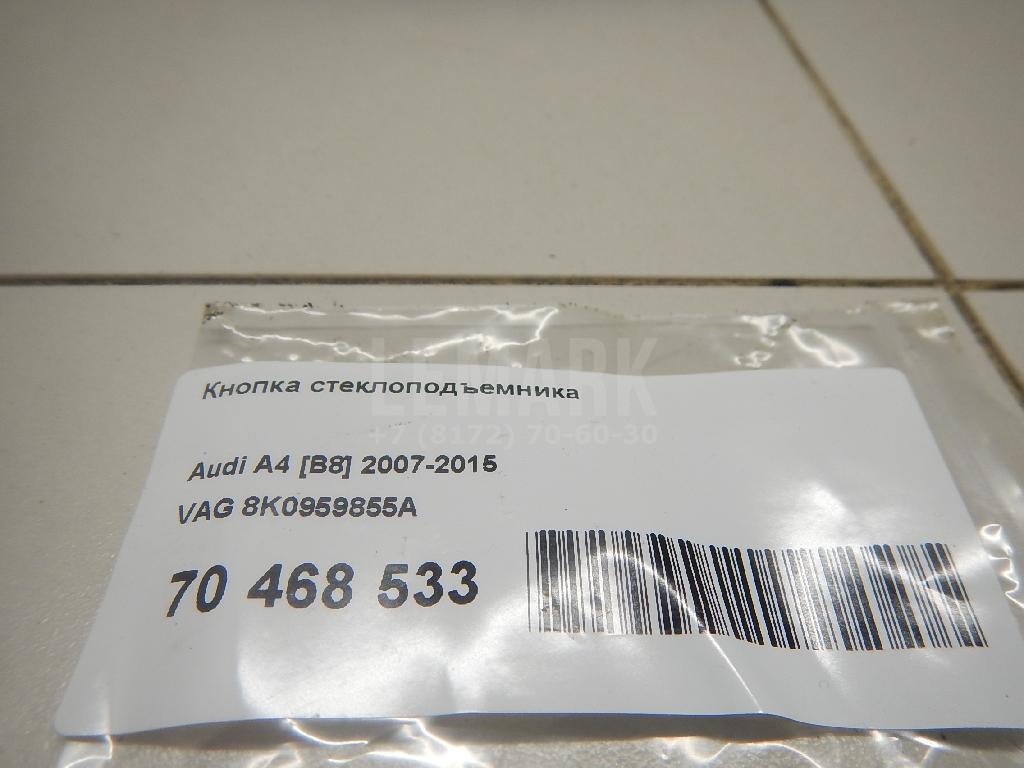 Кнопка стеклоподъемника
LEMARK
+7 (8172) 70-60-30
Audi A4 [B8] 2007-2015
VAG 8K0959855A
70 468 533